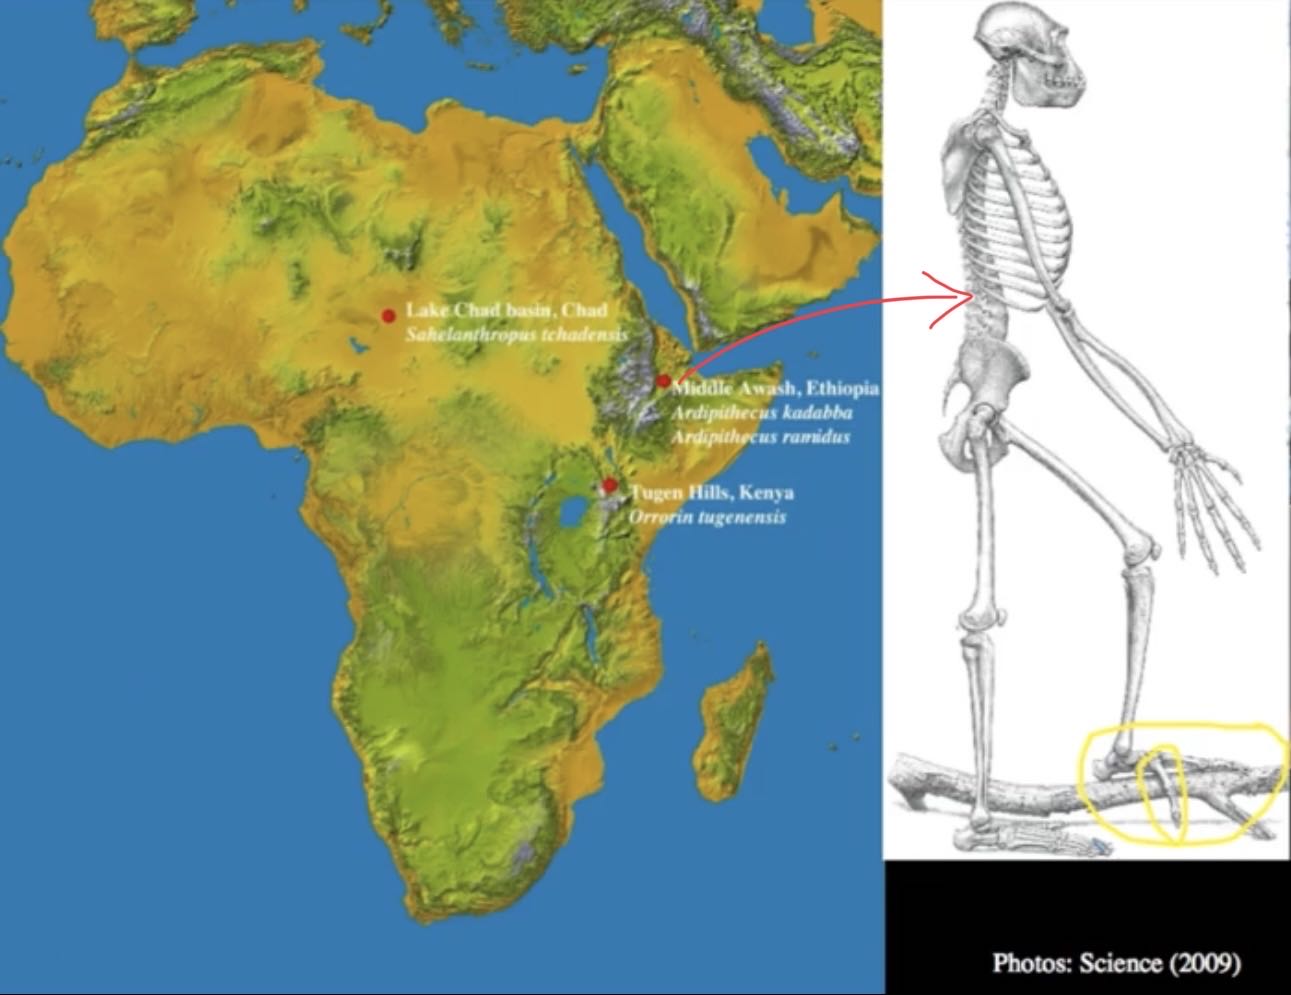 Lake Chad basin, Chad
Sahelanthropus tchadensis
Middle Awash, Ethiopia
Ardipithecus kadabba
Ardipithecus ramidus
Tugen Hills, Kenya
Orrorin tugenensis
Photos: Science (2009)